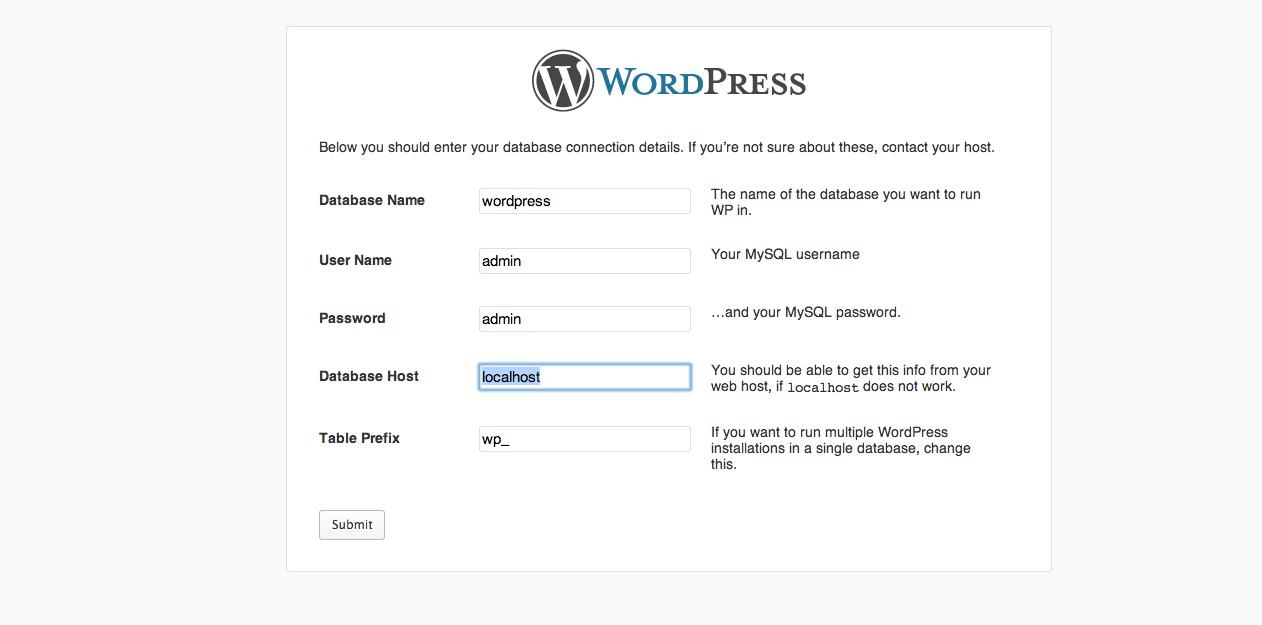 WORDPRESS
Below you should enter your database connection details. If you’re not sure about these, contact your host.
Database Name
wordpress
The name of the database you want to run
WP in.
User Name
admin
Your MySQL username
Password
admin
…and your MySQL password.
Database Host
localhost
You should be able to get this info from your
web host, if localhost does not work.
Table Prefix
wp_
If you want to run multiple WordPress
installations in a single database, change
this.
Submit